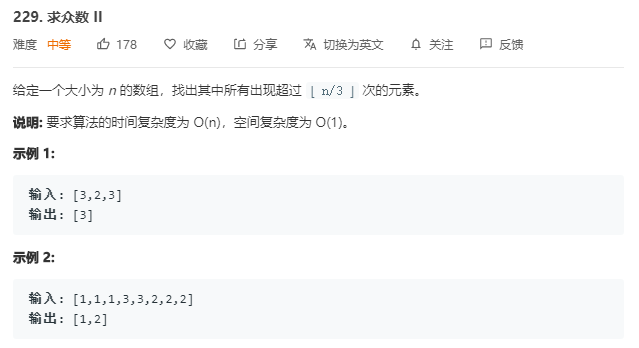 229. 求众数 II
难度 中等 178 收藏 分享 切换为英文 关注 反馈
给定一个大小为 n 的数组，找出其中所有出现超过 ⌊ n/3 ⌋ 次的元素。
说明: 要求算法的时间复杂度为 O(n)，空间复杂度为 O(1)。
示例 1:
输入: [3,2,3]
输出: [3]
示例 2:
输入: [1,1,1,3,3,2,2,2]
输出: [1,2]